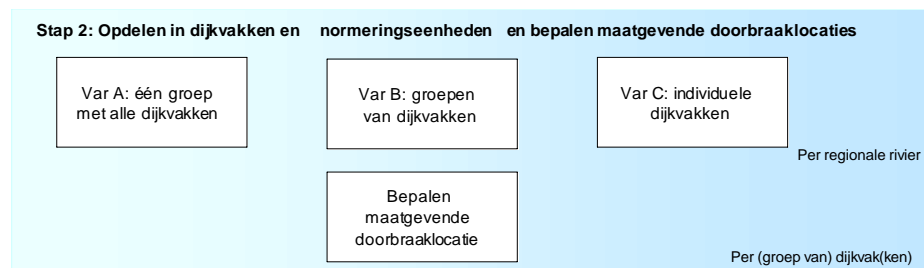 Stap 2: Opdelen in dijkvakken en normeringseenheden en bepalen maatgevende doorbraaklocaties
Var A: één groep
met alle dijkvakken
Var B: groepen
van dijkvakken
Var C: individuele
dijkvakken
Per regionale rivier
Bepalen
maatgevende
doorbraaklocatie
Per (groep van) dijkvak(ken)